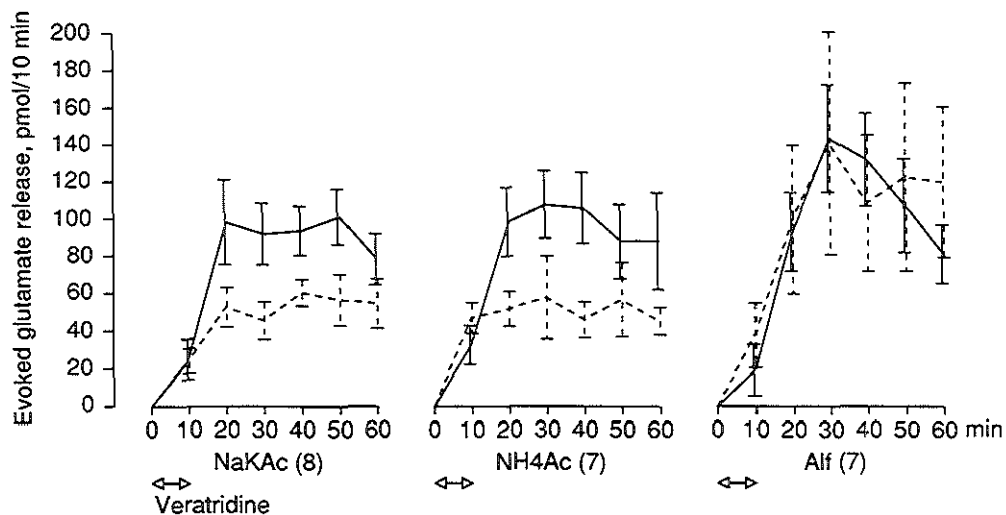 Evoked glutamate release, pmol/10 min
200
180
160
140
120
100
80
60
40
20
0
0 10 20 30 40 50 60
0 10 20 30 40 50 60
0 10 20 30 40 50 60 min
NaKAc (8)
NH4Ac (7)
Alf (7)
Veratridine